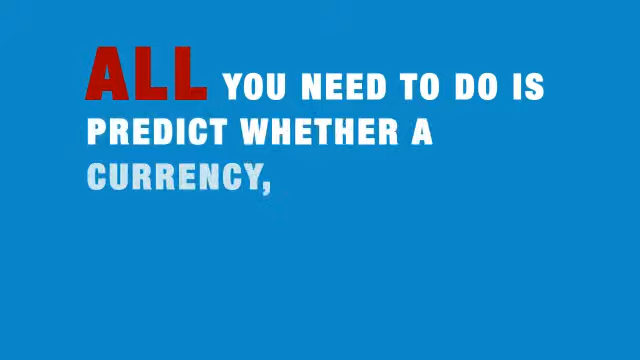 ALL YOU NEED TO DO IS
PREDICT WHETHER A
CURRENCY,